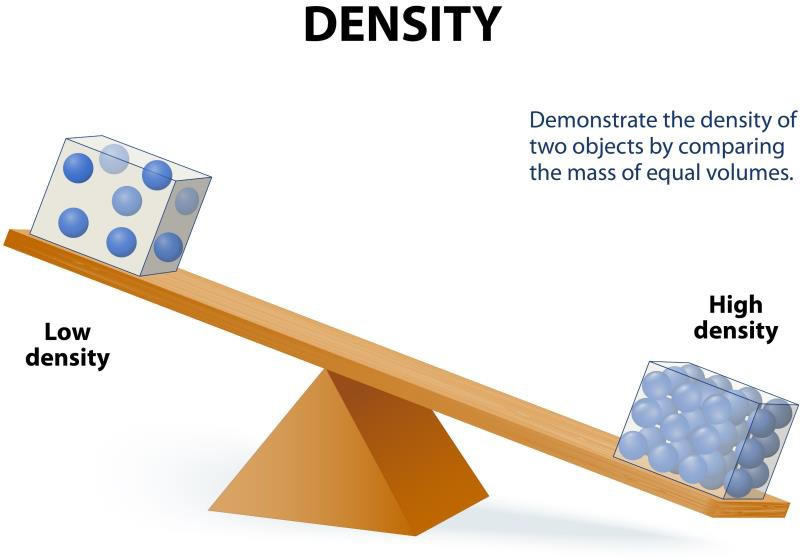 DENSITY
Demonstrate the density of
two objects by comparing
the mass of equal volumes.
High
density
Low
density